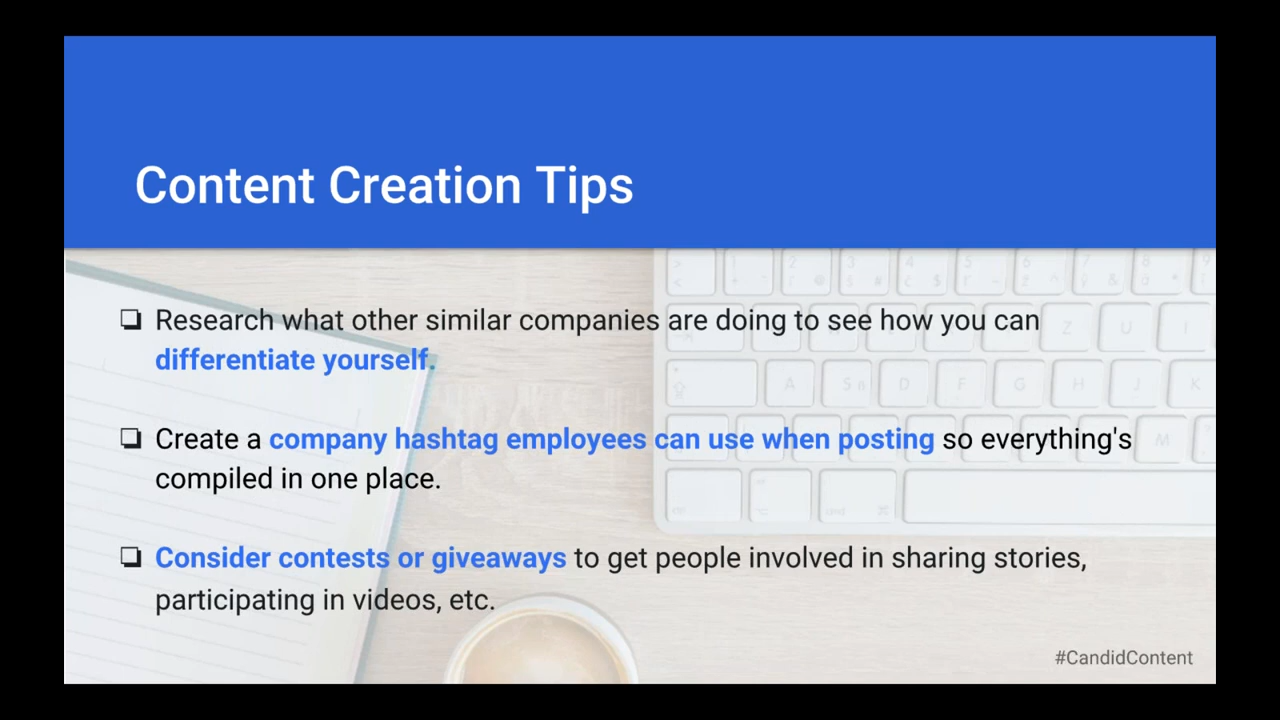 Content Creation Tips
❏ Research what other similar companies are doing to see how you can
differentiate yourself.
❏ Create a company hashtag employees can use when posting so everything's
compiled in one place.
❏ Consider contests or giveaways to get people involved in sharing stories,
participating in videos, etc.
#CandidContent